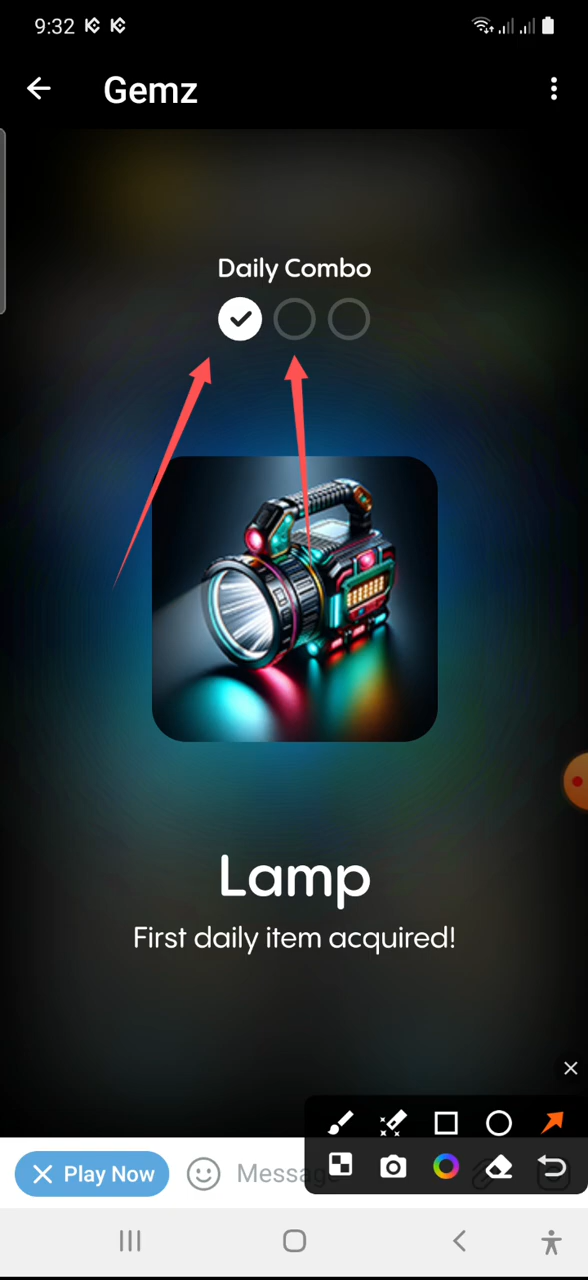 9:32
Gemz
Daily Combo
Lamp
First daily item acquired!
Play Now
Messag